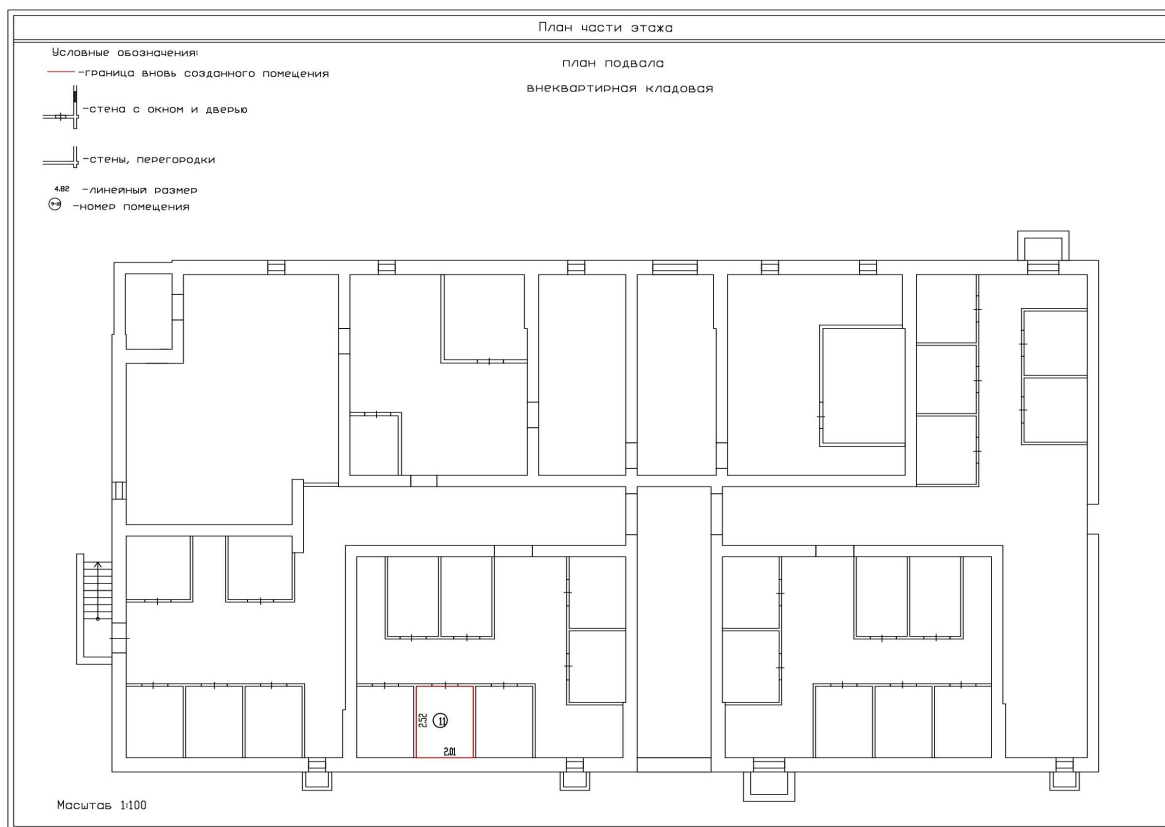 План части этажа
Условные обозначения:
-граница вновь созданного помещения
-стена с окном и дверью
-стены, перегородки
4.82 -линейный размер
-номер помещения
план подвала
внеквартирная кладовая
2.52
11
2.01
Масштаб 1:100